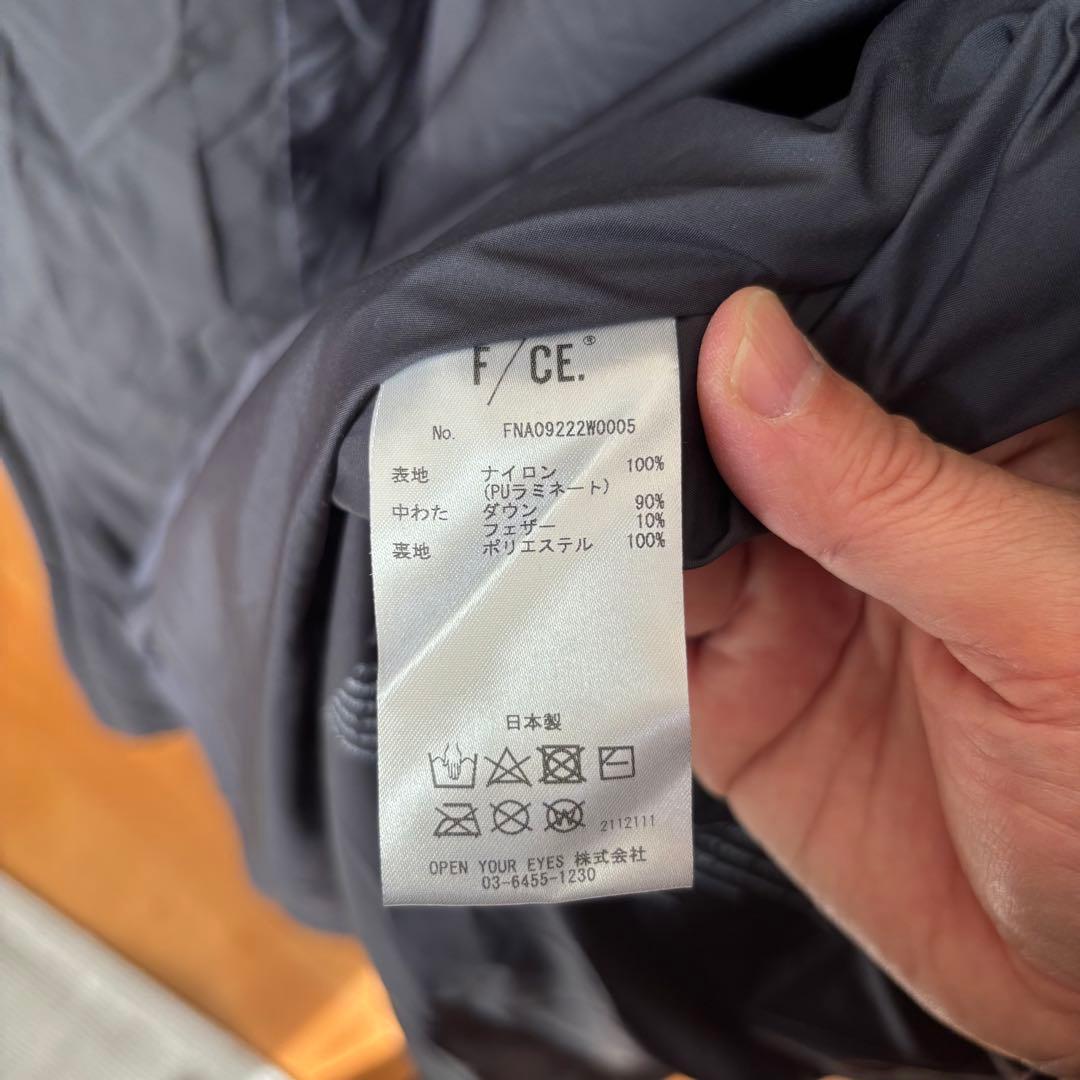 F/CE.®
No. FNA09222W0005
表地 ナイロン 100%
(PUラミネート)
中わた ダウン 90%
フェザー 10%
裏地 ポリエステル 100%
日本製
2112111
OPEN YOUR EYES 株式会社
03-6455-1230